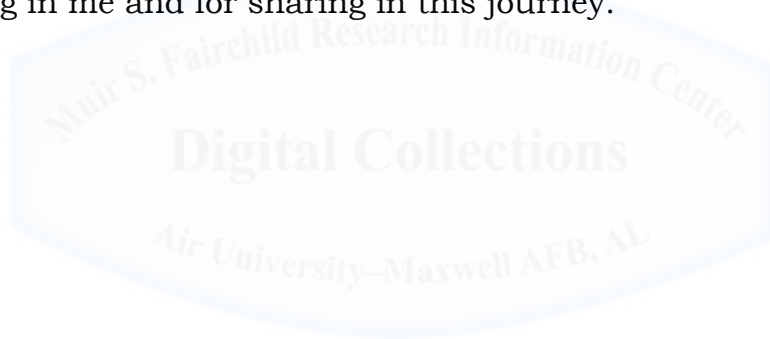 g in me and for sharing in this journey.
Muir S. Fairchild Research Information Center
Digital Collections
Air University–Maxwell AFB, AL